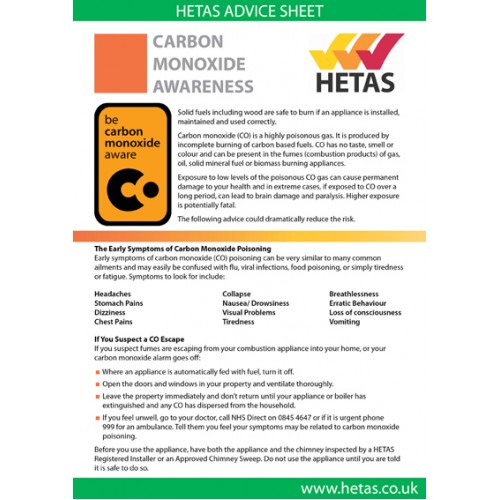 HETAS ADVICE SHEET
CARBON
MONOXIDE
AWARENESS
HETAS
be
carbon
monoxide
aware
CO
Solid fuels including wood are safe to burn if an appliance is installed,
maintained and used correctly.
Carbon monoxide (CO) is a highly poisonous gas. It is produced by
incomplete burning of carbon based fuels. CO has no taste, smell or
colour and can be present in the fumes (combustion products) of gas,
oil, solid mineral fuel or biomass burning appliances.
Exposure to low levels of the poisonous CO gas can cause permanent
damage to your health and in extreme cases, if exposed to CO over a
long period, can lead to brain damage and paralysis. Higher exposure
is potentially fatal.
The following advice could dramatically reduce the risk.
The Early Symptoms of Carbon Monoxide Poisoning
Early symptoms of carbon monoxide (CO) poisoning can be very similar to many common
ailments and may easily be confused with flu, viral infections, food poisoning, or simply tiredness
or fatigue. Symptoms to look for include:
Headaches Collapse Breathlessness
Stomach Pains Nausea/ Drowsiness Erratic Behaviour
Dizziness Visual Problems Loss of consciousness
Chest Pains Tiredness Vomiting
If You Suspect a CO Escape
If you suspect fumes are escaping from your combustion appliance into your home, or your
carbon monoxide alarm goes off:
Where an appliance is automatically fed with fuel, turn it off.
Open the doors and windows in your property and ventilate thoroughly.
Leave the property immediately and don't return until your appliance or boiler has
extinguished and any CO has dispersed from the household.
If you feel unwell, go to your doctor, call NHS Direct on 0845 4647 or if it is urgent phone
999 for an ambulance. Tell them you feel your symptoms may be related to carbon monoxide
poisoning.
Before you use the appliance, have both the appliance and the chimney inspected by a HETAS
Registered Installer or an Approved Chimney Sweep. Do not use the appliance until you are told
it is safe to do so.
www.hetas.co.uk